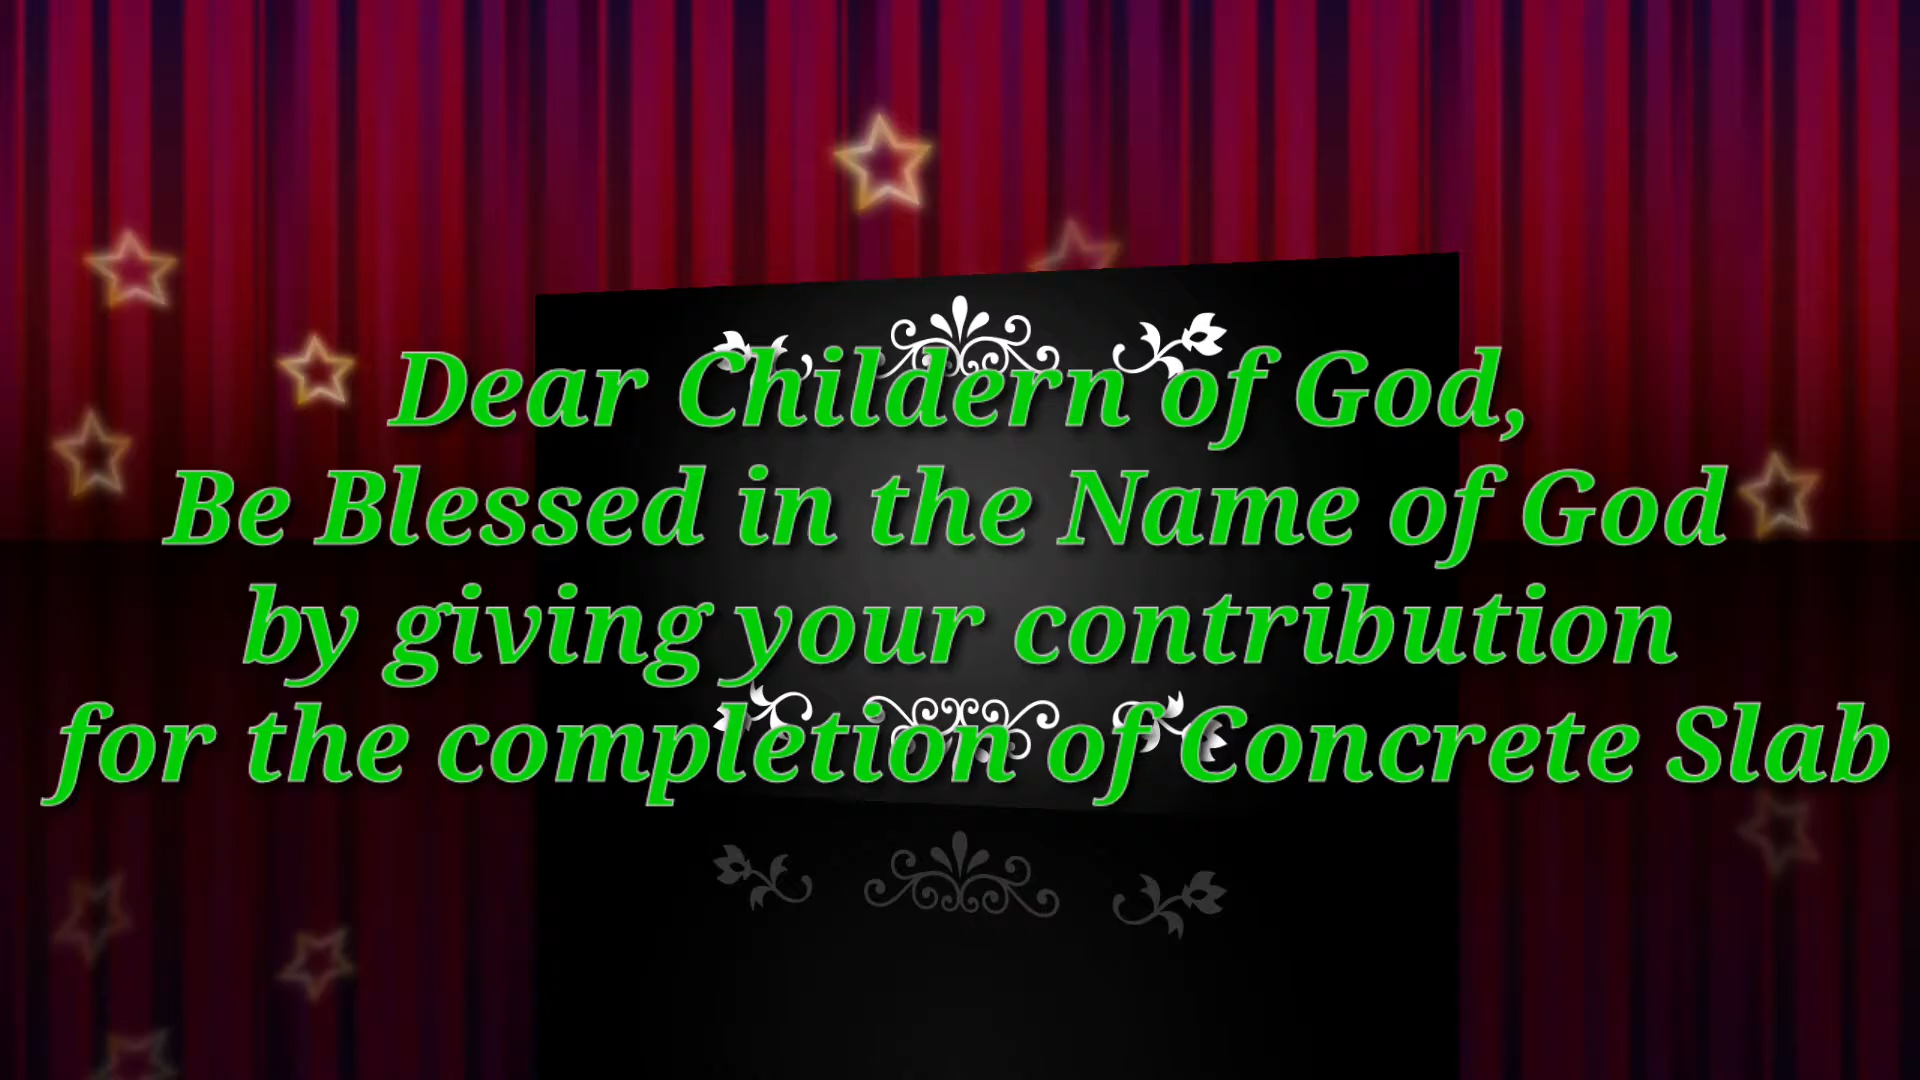 Dear Childern of God,
Be Blessed in the Name of God
by giving your contribution
for the completion of Concrete Slab